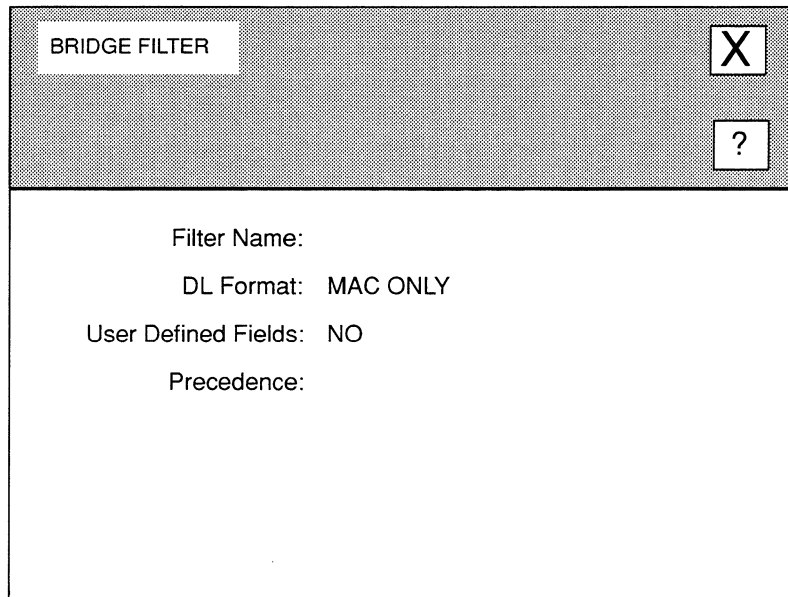 BRIDGE FILTER
X
?
Filter Name:
DL Format: MAC ONLY
User Defined Fields: NO
Precedence: